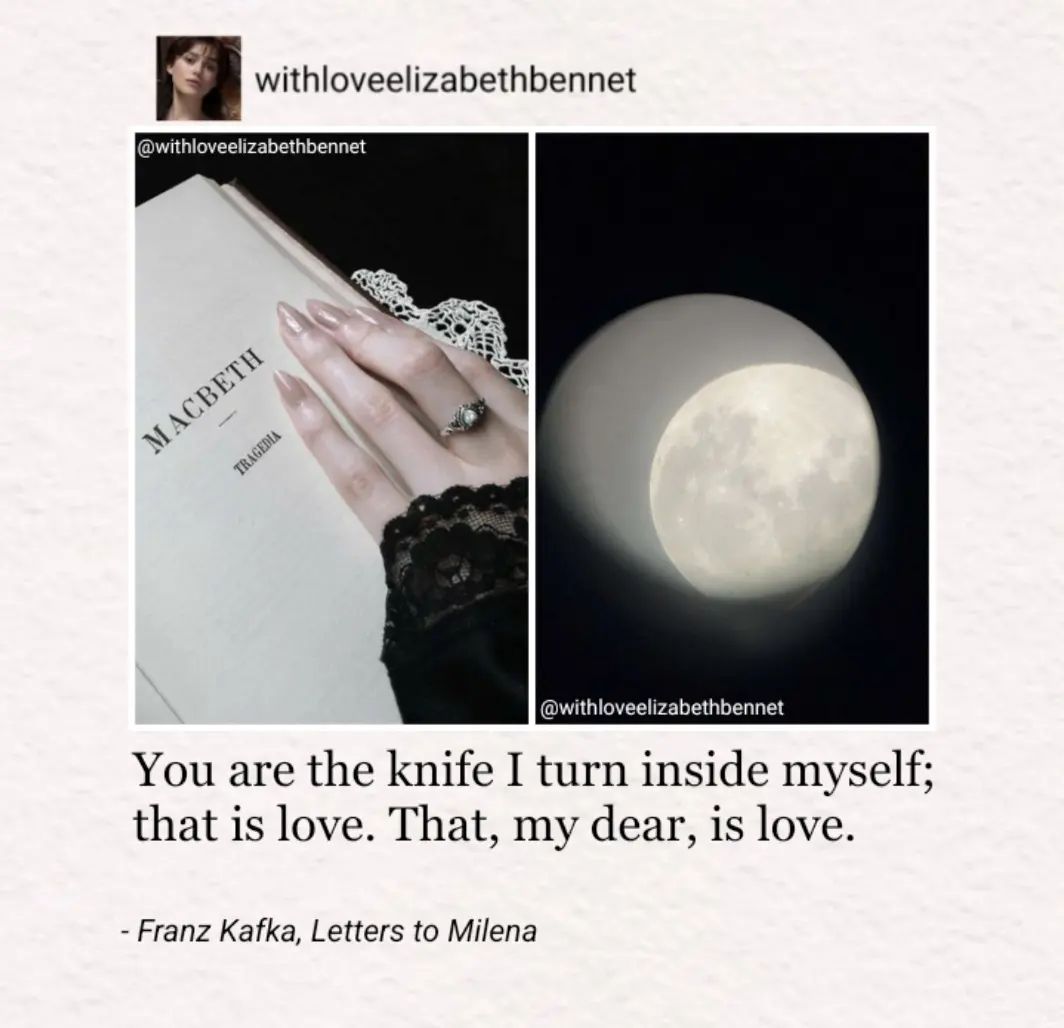 withloveelizabethbennet
@withloveelizabethbennet
MACBETH
TRAGEDIA
@withloveelizabethbennet
You are the knife I turn inside myself;
that is love. That, my dear, is love.
- Franz Kafka, Letters to Milena